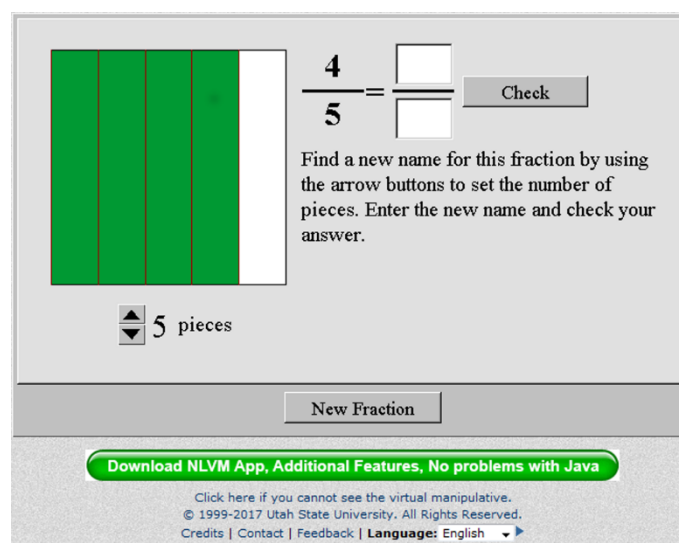 4
5
=
Check
Find a new name for this fraction by using
the arrow buttons to set the number of
pieces. Enter the new name and check your
answer.
5 pieces
New Fraction
Download NLVM App, Additional Features, No problems with Java
Click here if you cannot see the virtual manipulative.
© 1999-2017 Utah State University. All Rights Reserved.
Credits | Contact | Feedback | Language: English